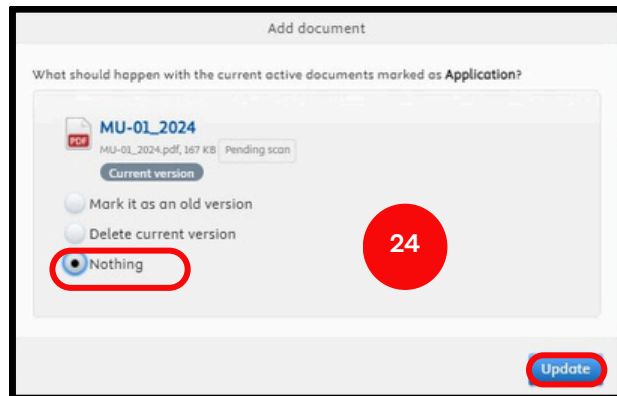 Add document
What should happen with the current active documents marked as Application?
PDF
MU-01_2024
MU-01_2024.pdf, 167 KB Pending scan
Current version
Mark it as an old version
Delete current version
24
Nothing
Update